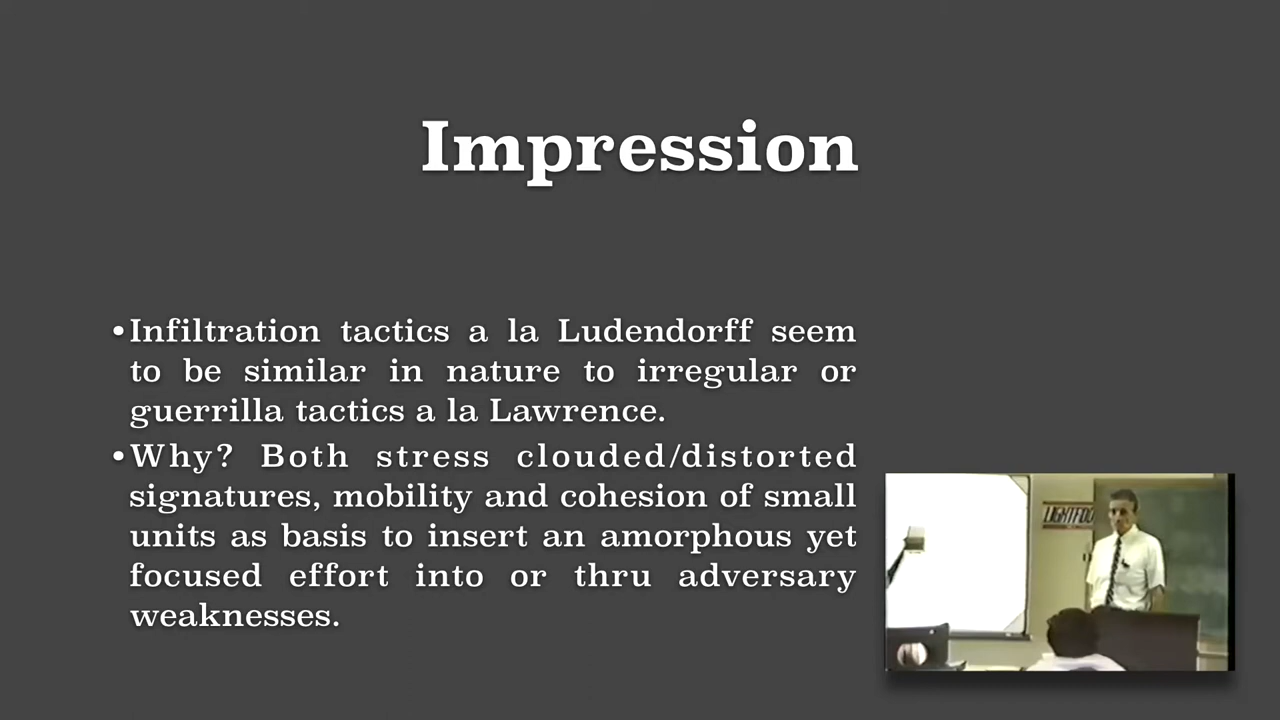 Impression
•Infiltration tactics a la Ludendorff seem
to be similar in nature to irregular or
guerrilla tactics a la Lawrence.
•Why? Both stress clouded/distorted
signatures, mobility and cohesion of small
units as basis to insert an amorphous yet
focused effort into or thru adversary
weaknesses.